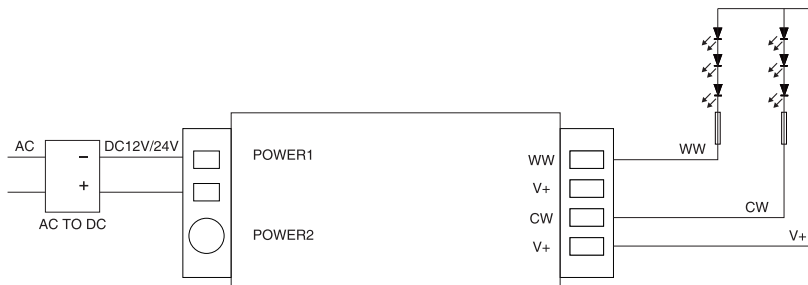 AC
DC12V/24V
−
+
AC TO DC
POWER1
POWER2
WW
V+
CW
V+
WW
CW
V+